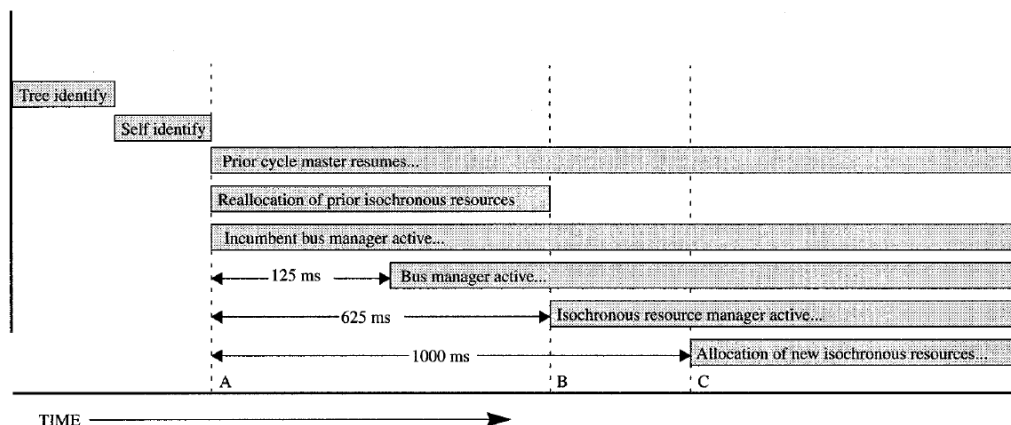 Tree identify
Self identify
Prior cycle master resumes...
Reallocation of prior isochronous resources
Incumbent bus manager active...
125 ms
Bus manager active...
625 ms
Isochronous resource manager active...
1000 ms
Allocation of new isochronous resources...
A B C
TIME